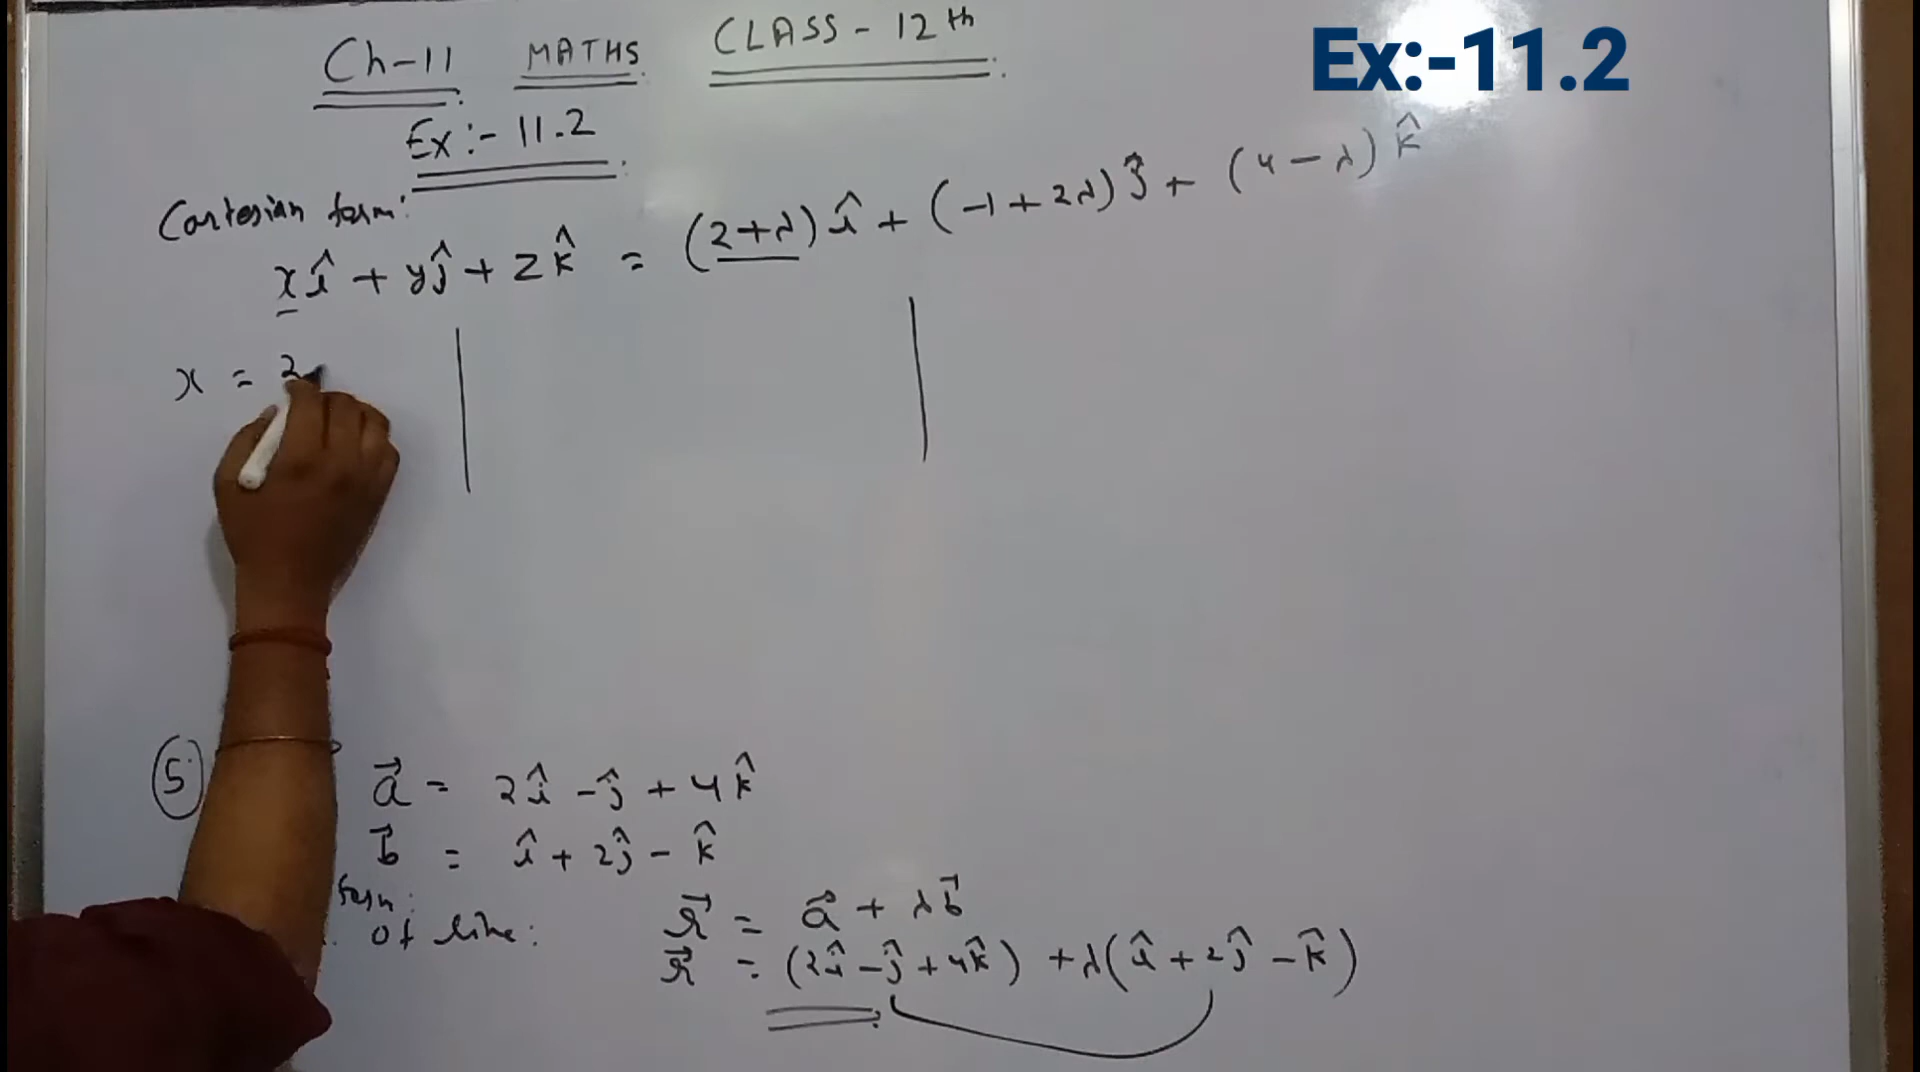 Ch-11 MATHS CLASS-12th
Ex:-11.2
Ex:-11.2
Cartesian form:
xî + yĵ + zk̂ = (2+λ)î + (-1+2λ)ĵ + (4-λ)k̂
x = 2
5
a⃗ = 2î - ĵ + 4k̂
b⃗ = î + 2ĵ - k̂
form:
of line:
r⃗ = a⃗ + λb⃗
r⃗ = (2î - ĵ + 4k̂) + λ(î + 2ĵ - k̂)